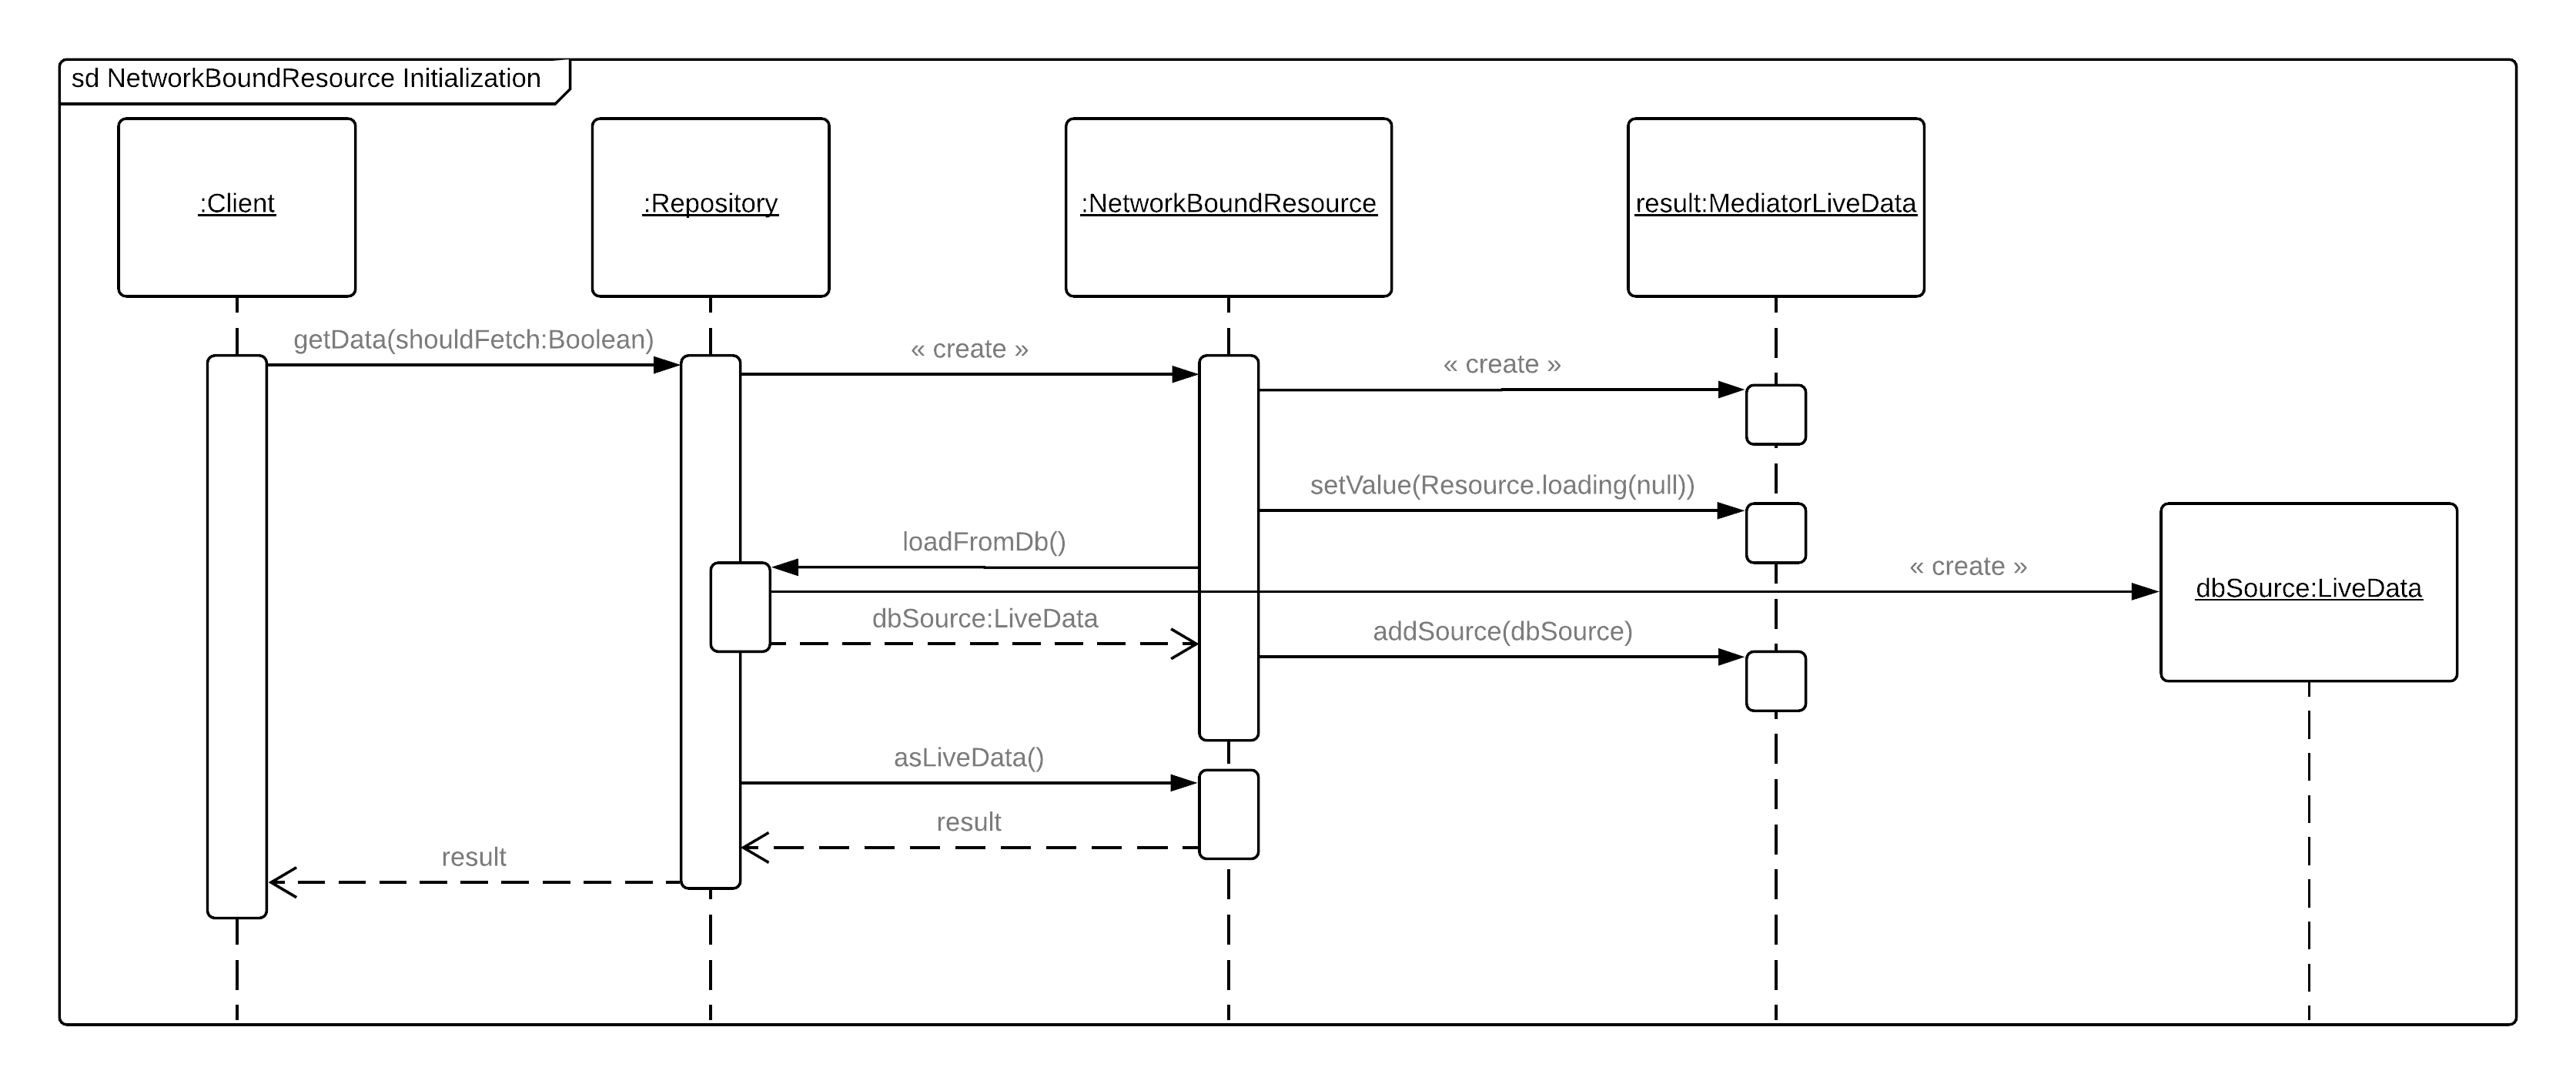 sd NetworkBoundResource Initialization
:Client
:Repository
:NetworkBoundResource
result:MediatorLiveData
getData(shouldFetch:Boolean)
« create »
« create »
setValue(Resource.loading(null))
loadFromDb()
« create »
dbSource:LiveData
dbSource:LiveData
addSource(dbSource)
asLiveData()
result
result